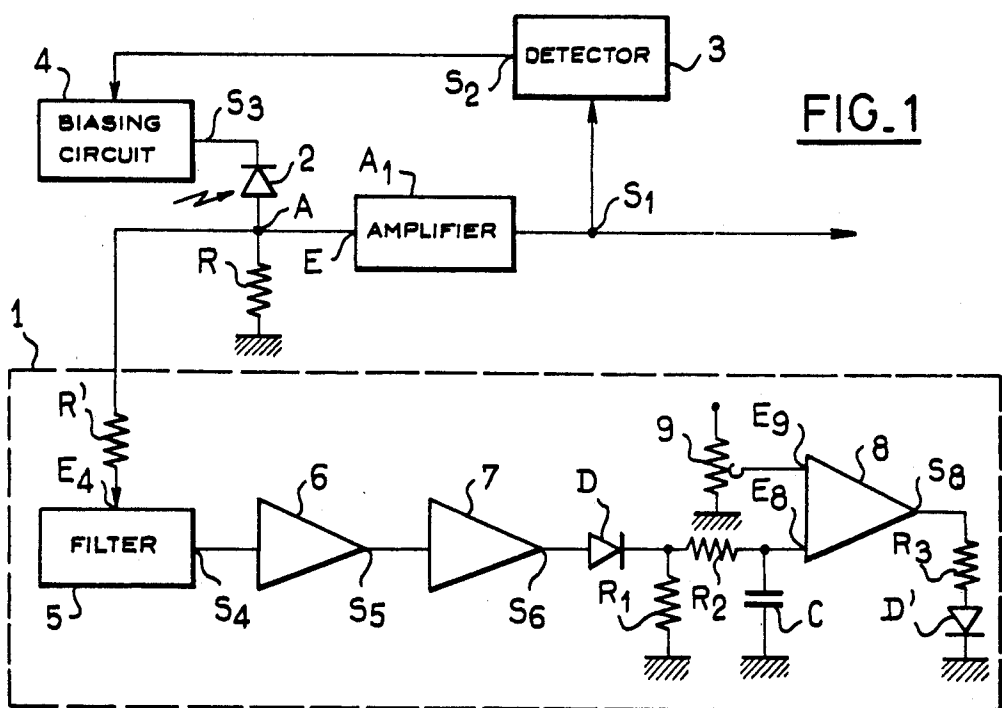 4
DETECTOR
3
S2
S3
BIASING
CIRCUIT
FIG_1
2
A1
A
S1
AMPLIFIER
E
R
1
R'
E4
6
7
9
E9
8
D
E8
S8
FILTER
R3
5
S4
S5
S6
R1
R2
C
D'